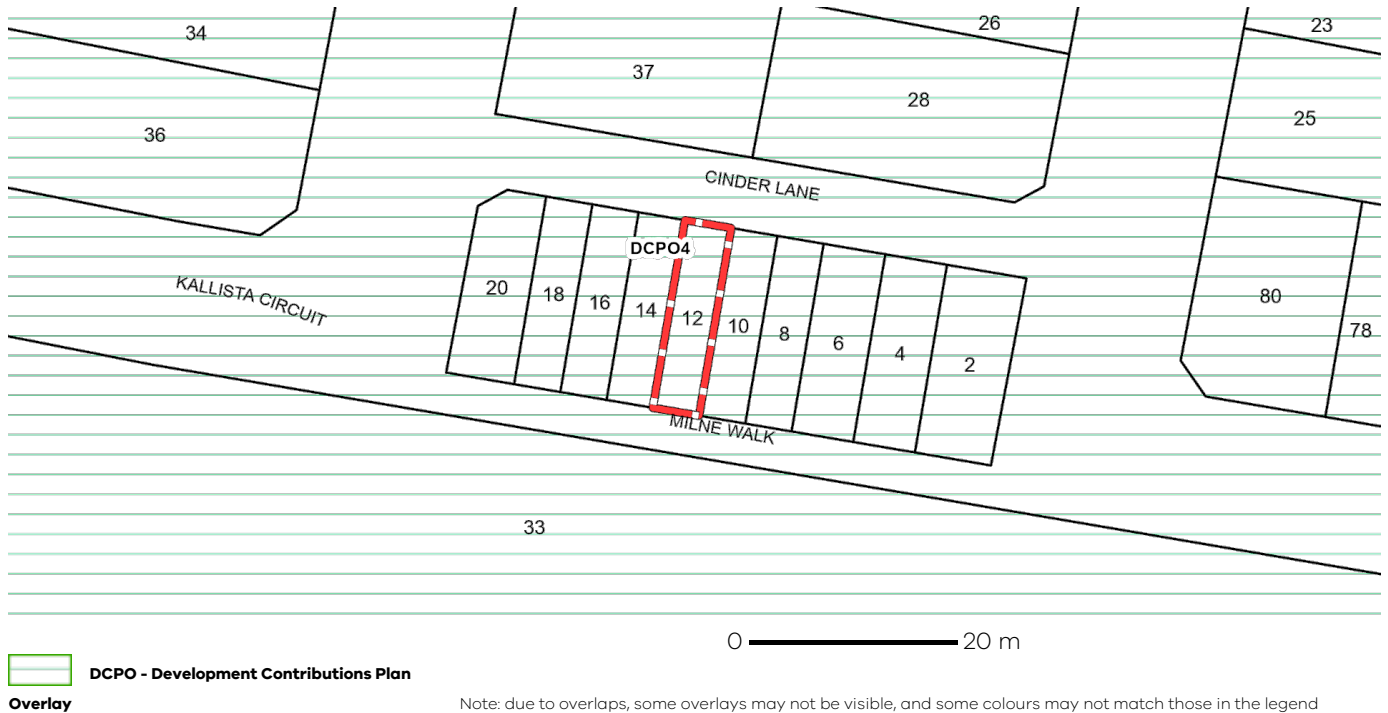 34
26
23
37
28
25
36
CINDER LANE
DCPO4
KALLISTA CIRCUIT
20
18
16
14
12
10
8
6
4
2
80
78
MILNE WALK
33
0 20 m
DCPO - Development Contributions Plan
Overlay
Note: due to overlaps, some overlays may not be visible, and some colours may not match those in the legend